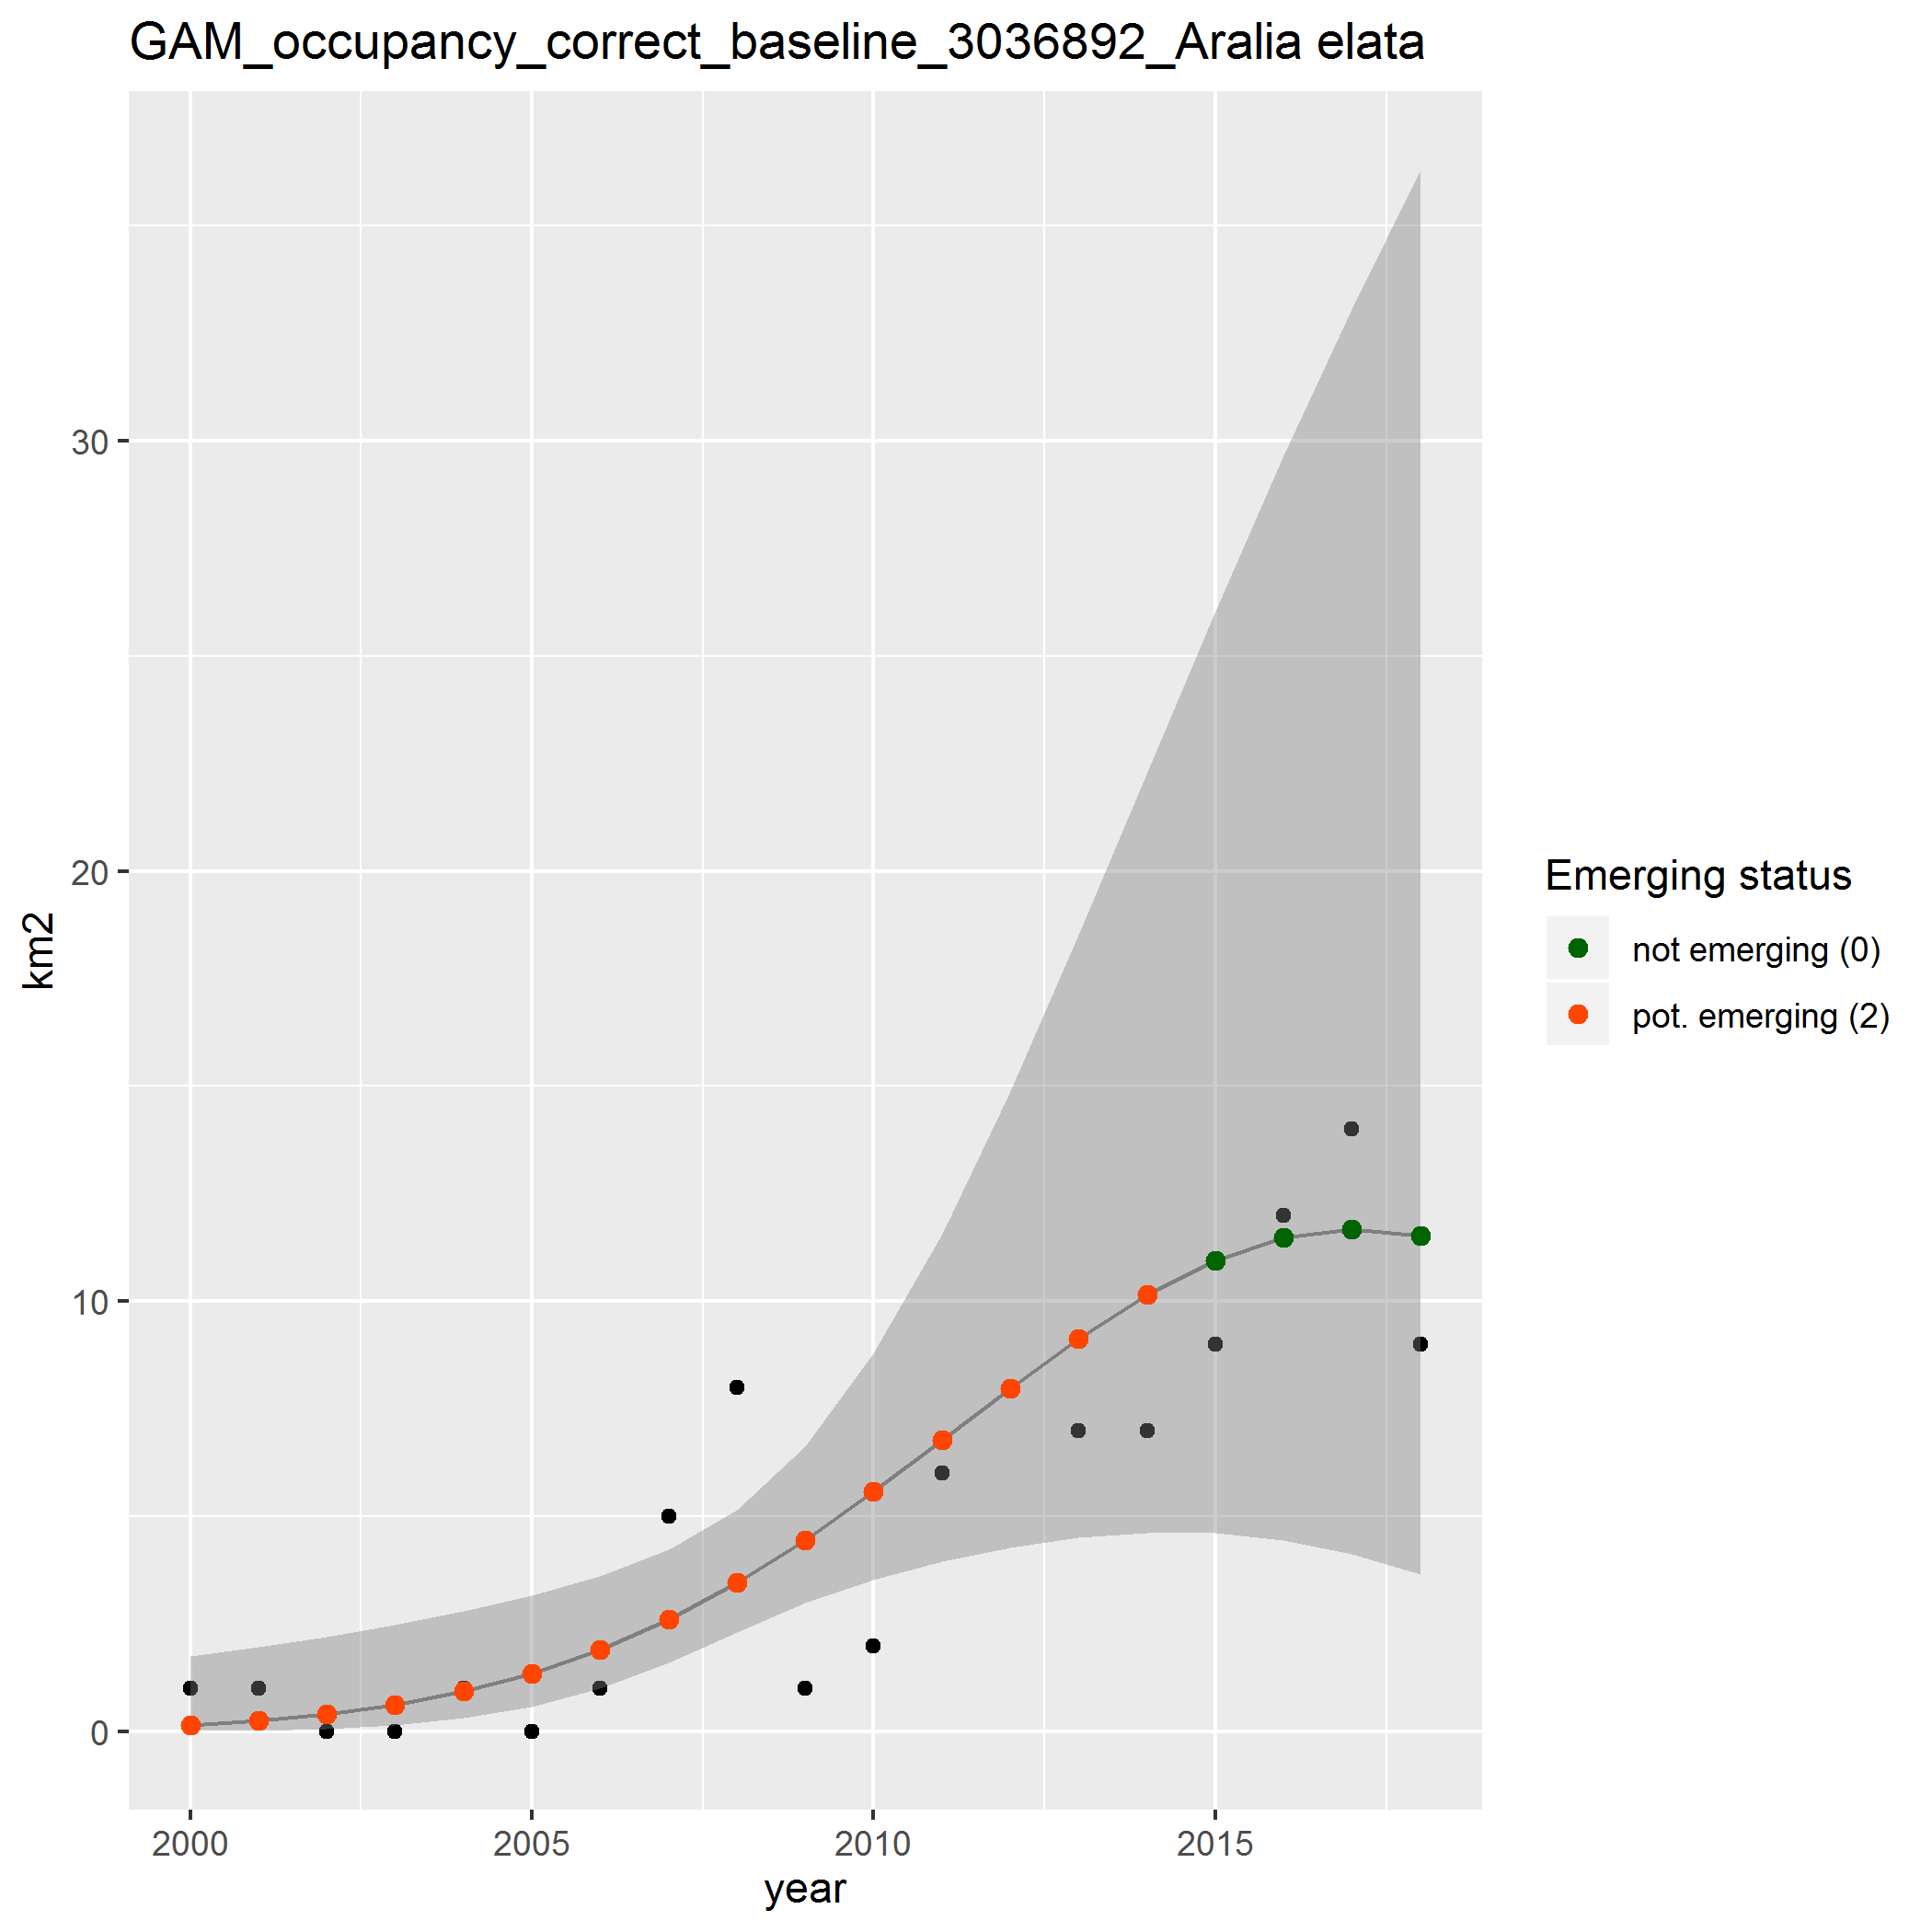 GAM_occupancy_correct_baseline_3036892_Aralia elata
30
20
10
0
km2
2000 2005 2010 2015
year
Emerging status
not emerging (0)
pot. emerging (2)